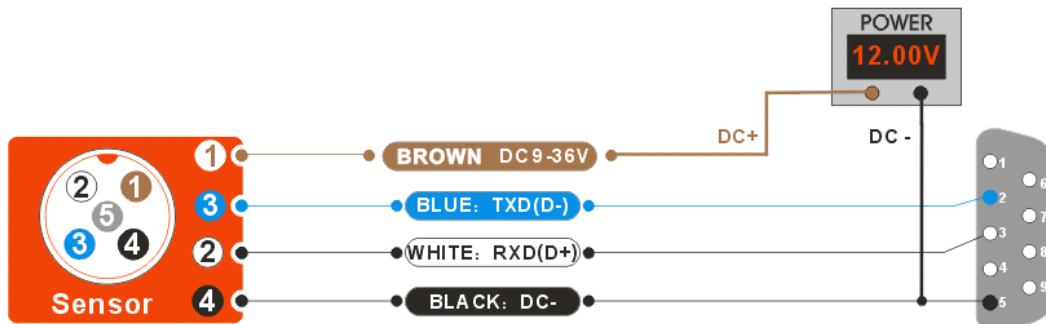 POWER
12.00V
DC+
DC -
1
BROWN DC9-36V
3
BLUE: TXD(D-)
2
WHITE: RXD(D+)
4
BLACK: DC-
2
1
5
3
4
Sensor
1
6
2
7
3
8
4
9
5